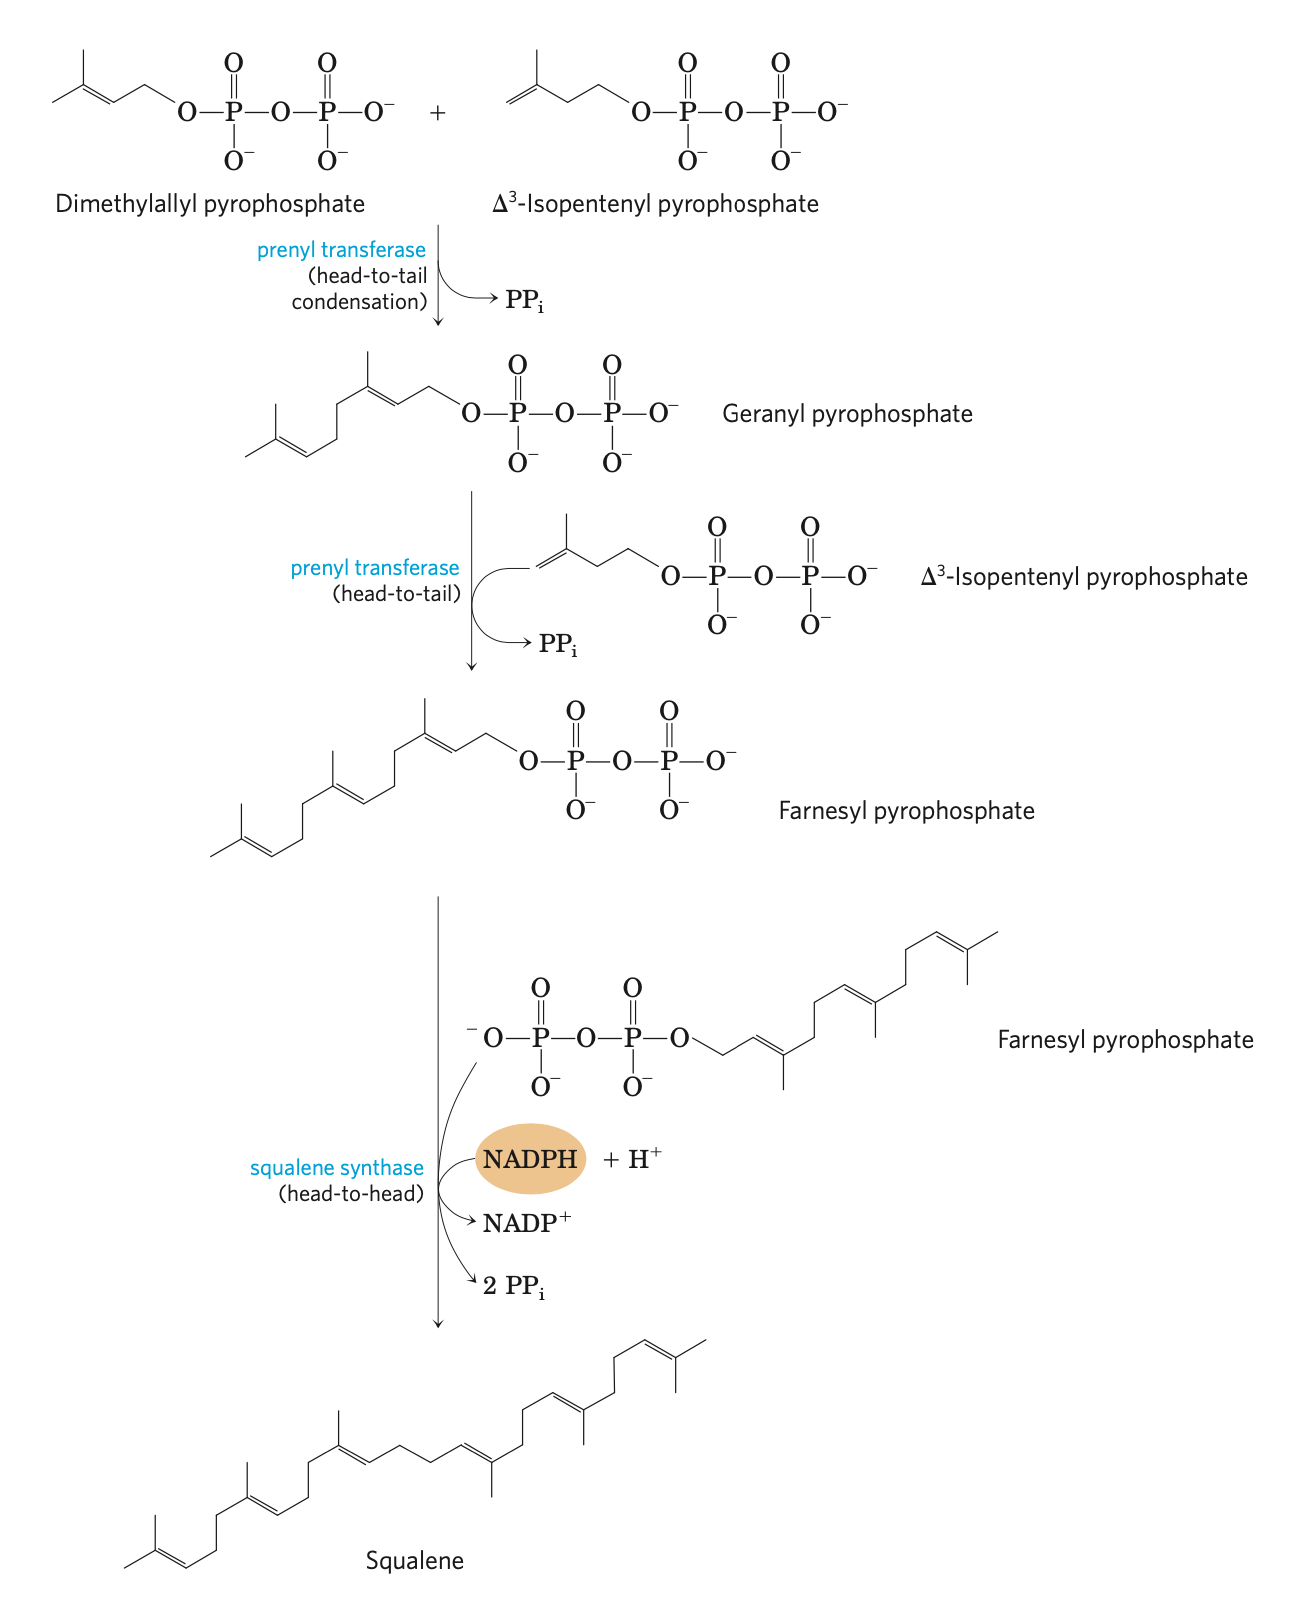 O O O O
O—P—O—P—O⁻ + O—P—O—P—O⁻
O⁻ O⁻ O⁻ O⁻
Dimethylallyl pyrophosphate Δ³-Isopentenyl pyrophosphate
prenyl transferase
(head-to-tail
condensation)
PPᵢ
O O
O—P—O—P—O⁻ Geranyl pyrophosphate
O⁻ O⁻
O O
prenyl transferase
(head-to-tail)
O—P—O—P—O⁻ Δ³-Isopentenyl pyrophosphate
O⁻ O⁻
PPᵢ
O O
O—P—O—P—O⁻
O⁻ O⁻
Farnesyl pyrophosphate
O O
⁻O—P—O—P—O Farnesyl pyrophosphate
O⁻ O⁻
squalene synthase
(head-to-head)
NADPH + H⁺
NADP⁺
2 PPᵢ
Squalene